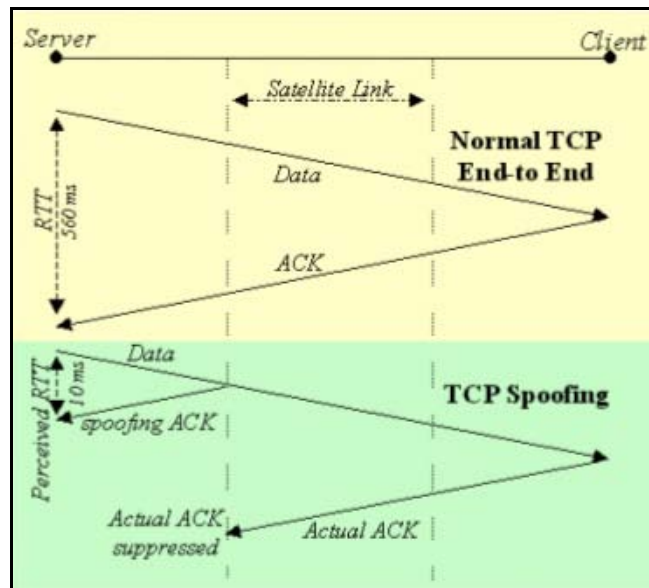 Server
Client
Satellite Link
Normal TCP
End-to End
Data
RTT
560 ms
ACK
Data
Perceived RTT
10 ms
TCP Spoofing
spoofing ACK
Actual ACK
suppressed
Actual ACK